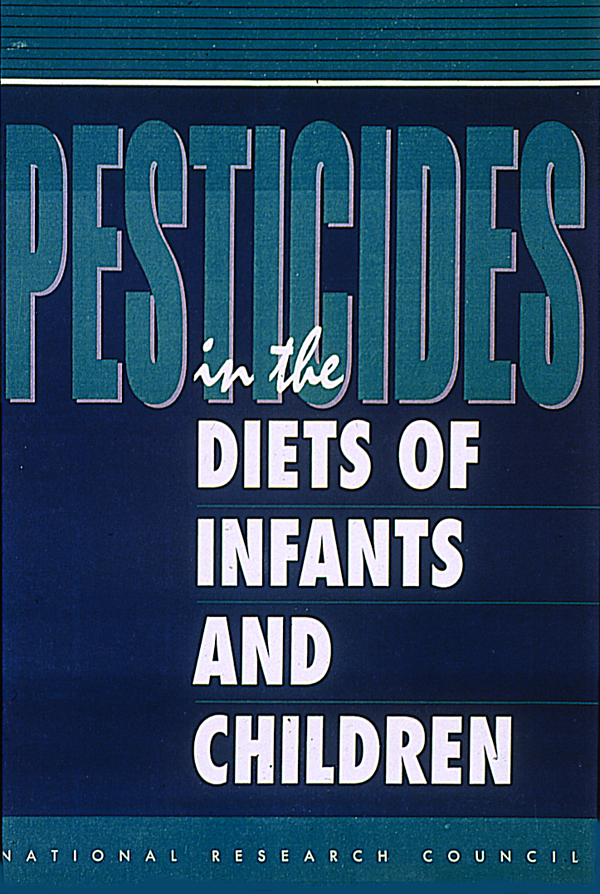 PESTICIDES
in the
DIETS OF
INFANTS
AND
CHILDREN
NATIONAL RESEARCH COUNCIL